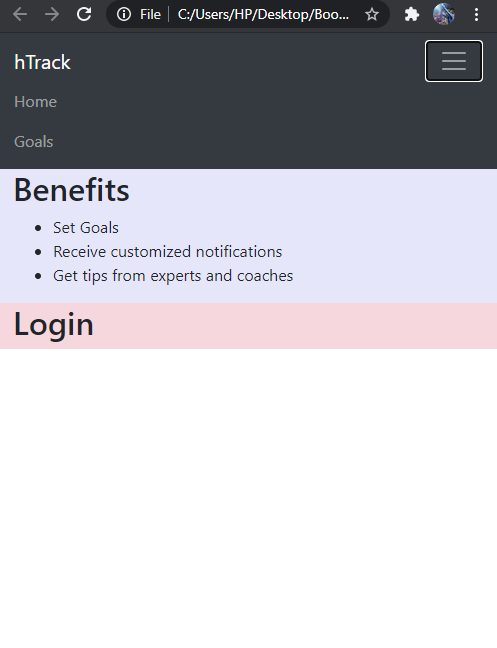 File C:/Users/HP/Desktop/Boo...
hTrack
Home
Goals
Benefits
• Set Goals
• Receive customized notifications
• Get tips from experts and coaches
Login